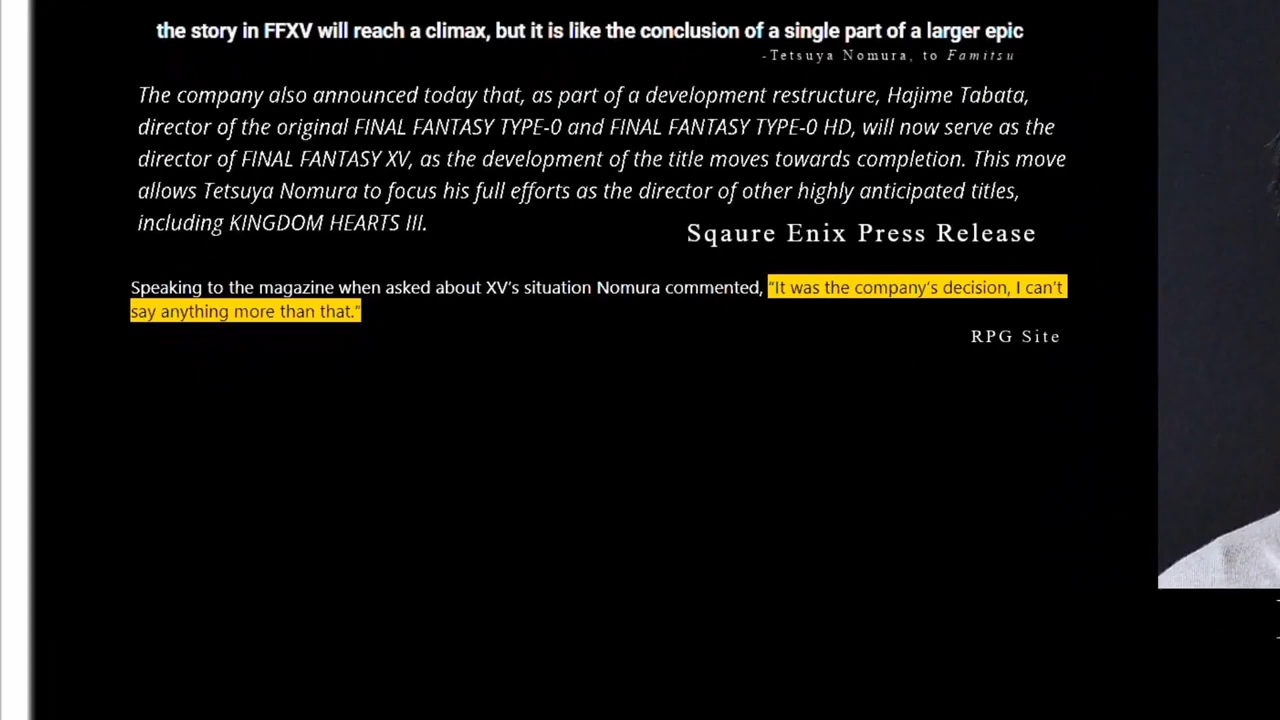 the story in FFXV will reach a climax, but it is like the conclusion of a single part of a larger epic
-Tetsuya Nomura, to Famitsu
The company also announced today that, as part of a development restructure, Hajime Tabata,
director of the original FINAL FANTASY TYPE-0 and FINAL FANTASY TYPE-0 HD, will now serve as the
director of FINAL FANTASY XV, as the development of the title moves towards completion. This move
allows Tetsuya Nomura to focus his full efforts as the director of other highly anticipated titles,
including KINGDOM HEARTS III.
Sqaure Enix Press Release
Speaking to the magazine when asked about XV’s situation Nomura commented, “It was the company’s decision, I can’t
say anything more than that.”
RPG Site